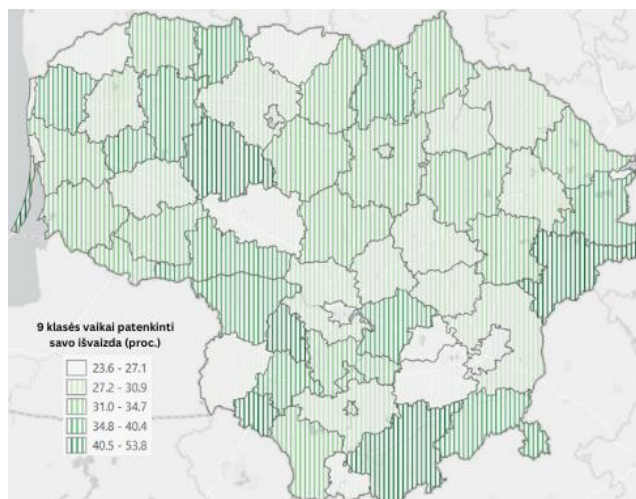 9 klasės vaikai patenkinti
savo išvaizda (proc.)
23.6 - 27.1
27.2 - 30.9
31.0 - 34.7
34.8 - 40.4
40.5 - 53.8